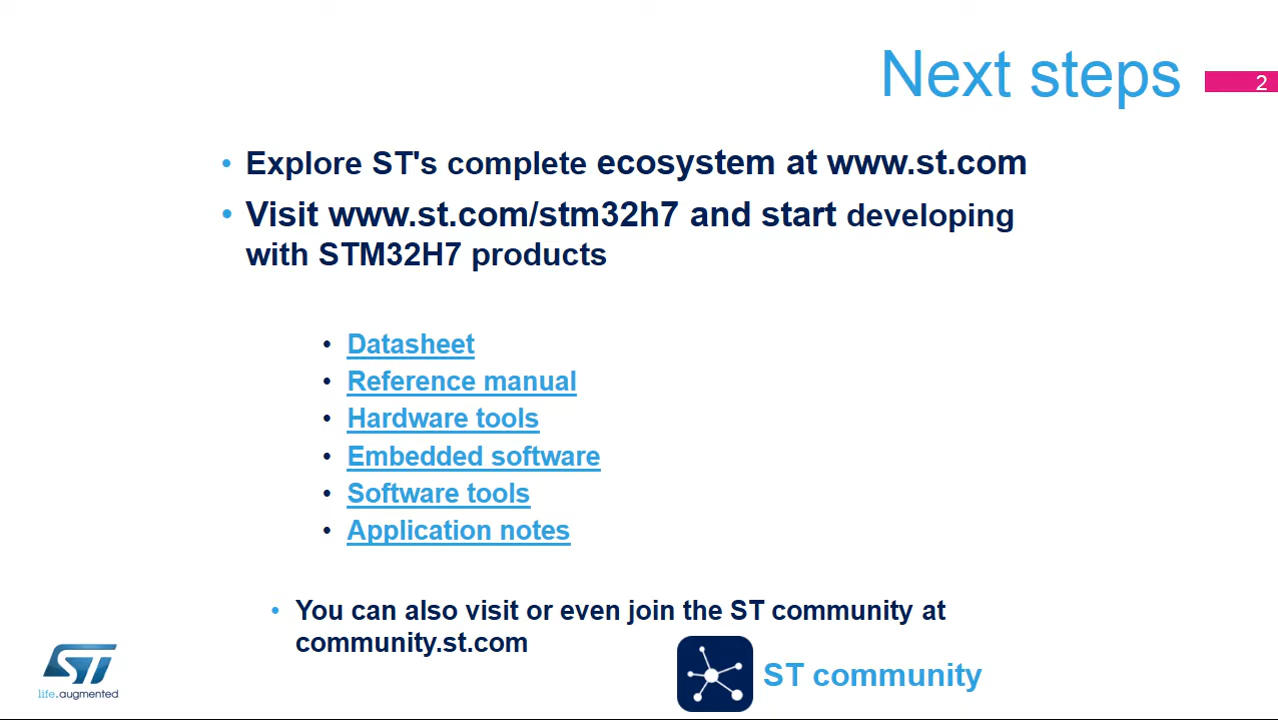 Next steps
2
• Explore ST's complete ecosystem at www.st.com
• Visit www.st.com/stm32h7 and start developing
with STM32H7 products
• Datasheet
• Reference manual
• Hardware tools
• Embedded software
• Software tools
• Application notes
• You can also visit or even join the ST community at
community.st.com
ST
life.augmented
ST community